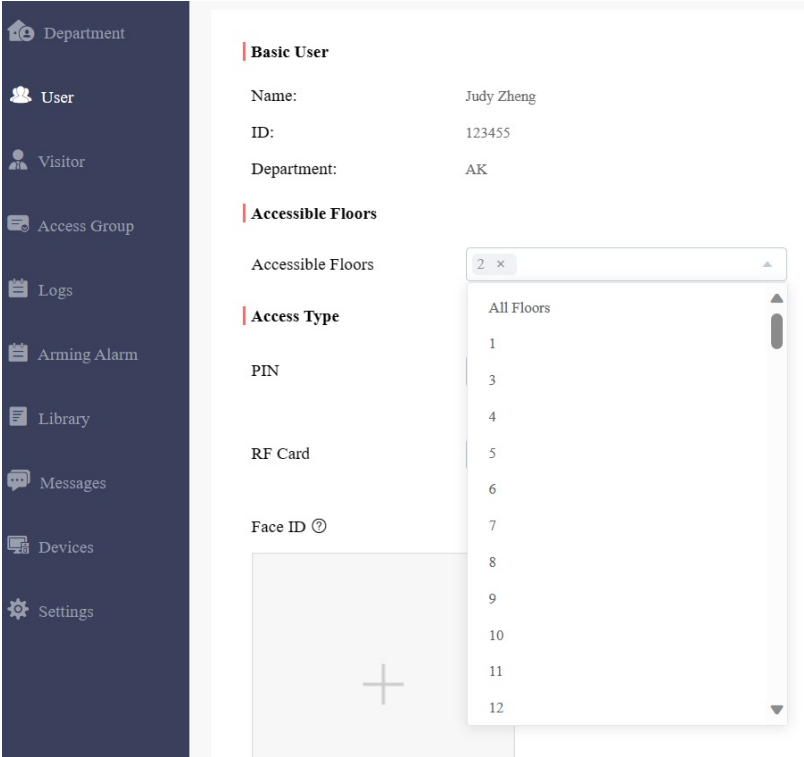 Department
User
Visitor
Access Group
Logs
Arming Alarm
Library
Messages
Devices
Settings
Basic User
Name: Judy Zheng
ID: 123455
Department: AK
Accessible Floors
Accessible Floors 2 ×
All Floors
1
3
4
5
6
7
8
9
10
11
12
Access Type
PIN
RF Card
Face ID ?